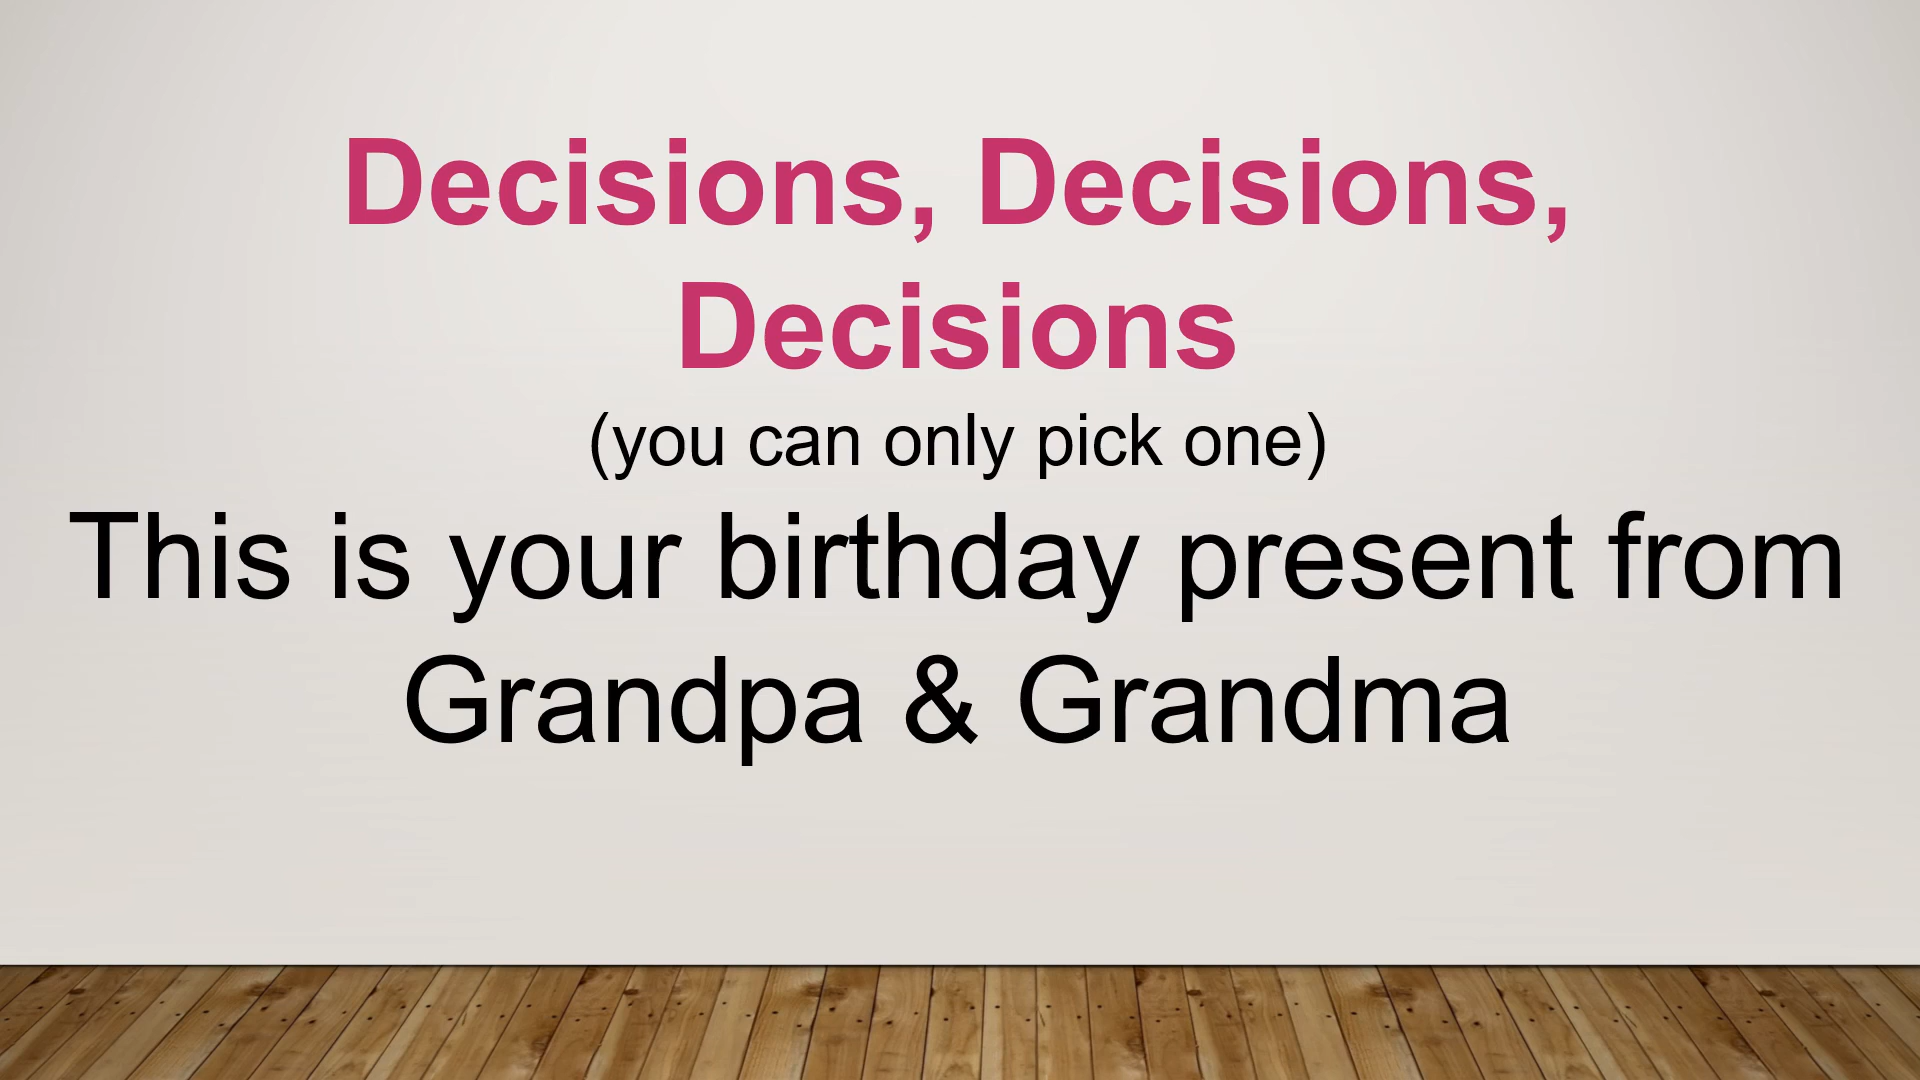 Decisions, Decisions,
Decisions
(you can only pick one)
This is your birthday present from
Grandpa & Grandma